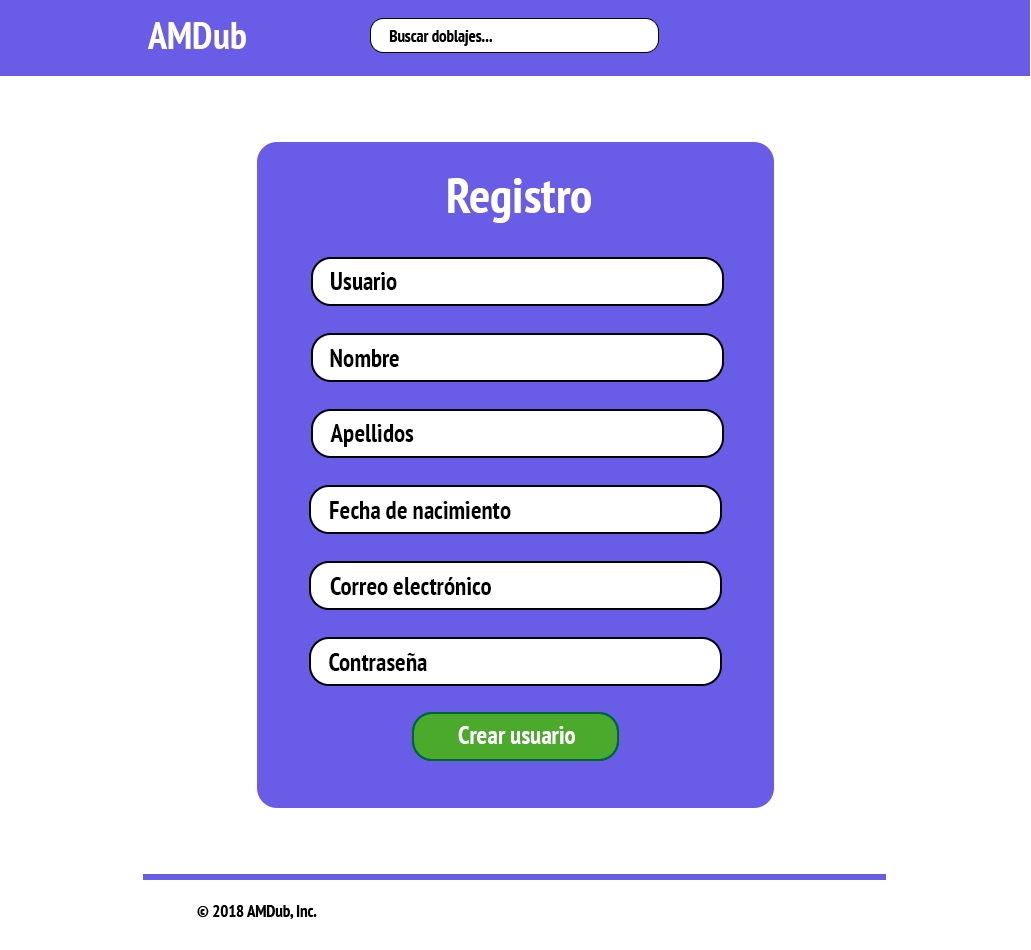 AMDub
Buscar doblajes...
Registro
Usuario
Nombre
Apellidos
Fecha de nacimiento
Correo electrónico
Contraseña
Crear usuario
© 2018 AMDub, Inc.